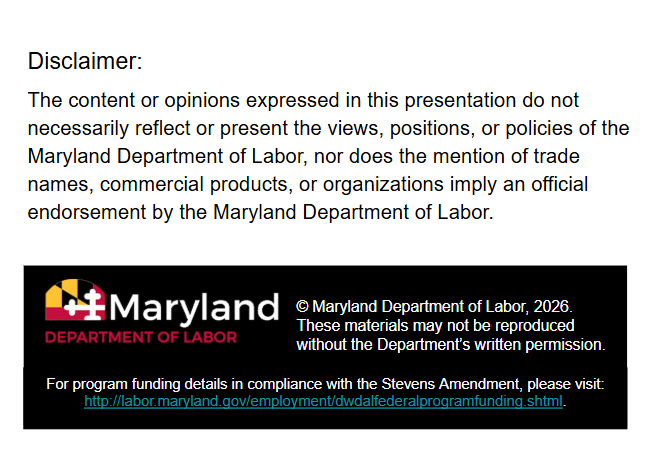 Disclaimer:
The content or opinions expressed in this presentation do not
necessarily reflect or present the views, positions, or policies of the
Maryland Department of Labor, nor does the mention of trade
names, commercial products, or organizations imply an official
endorsement by the Maryland Department of Labor.
Maryland
DEPARTMENT OF LABOR
© Maryland Department of Labor, 2026.
These materials may not be reproduced
without the Department's written permission.
For program funding details in compliance with the Stevens Amendment, please visit:
http://labor.maryland.gov/employment/dwdalfederalprogramfunding.shtml.